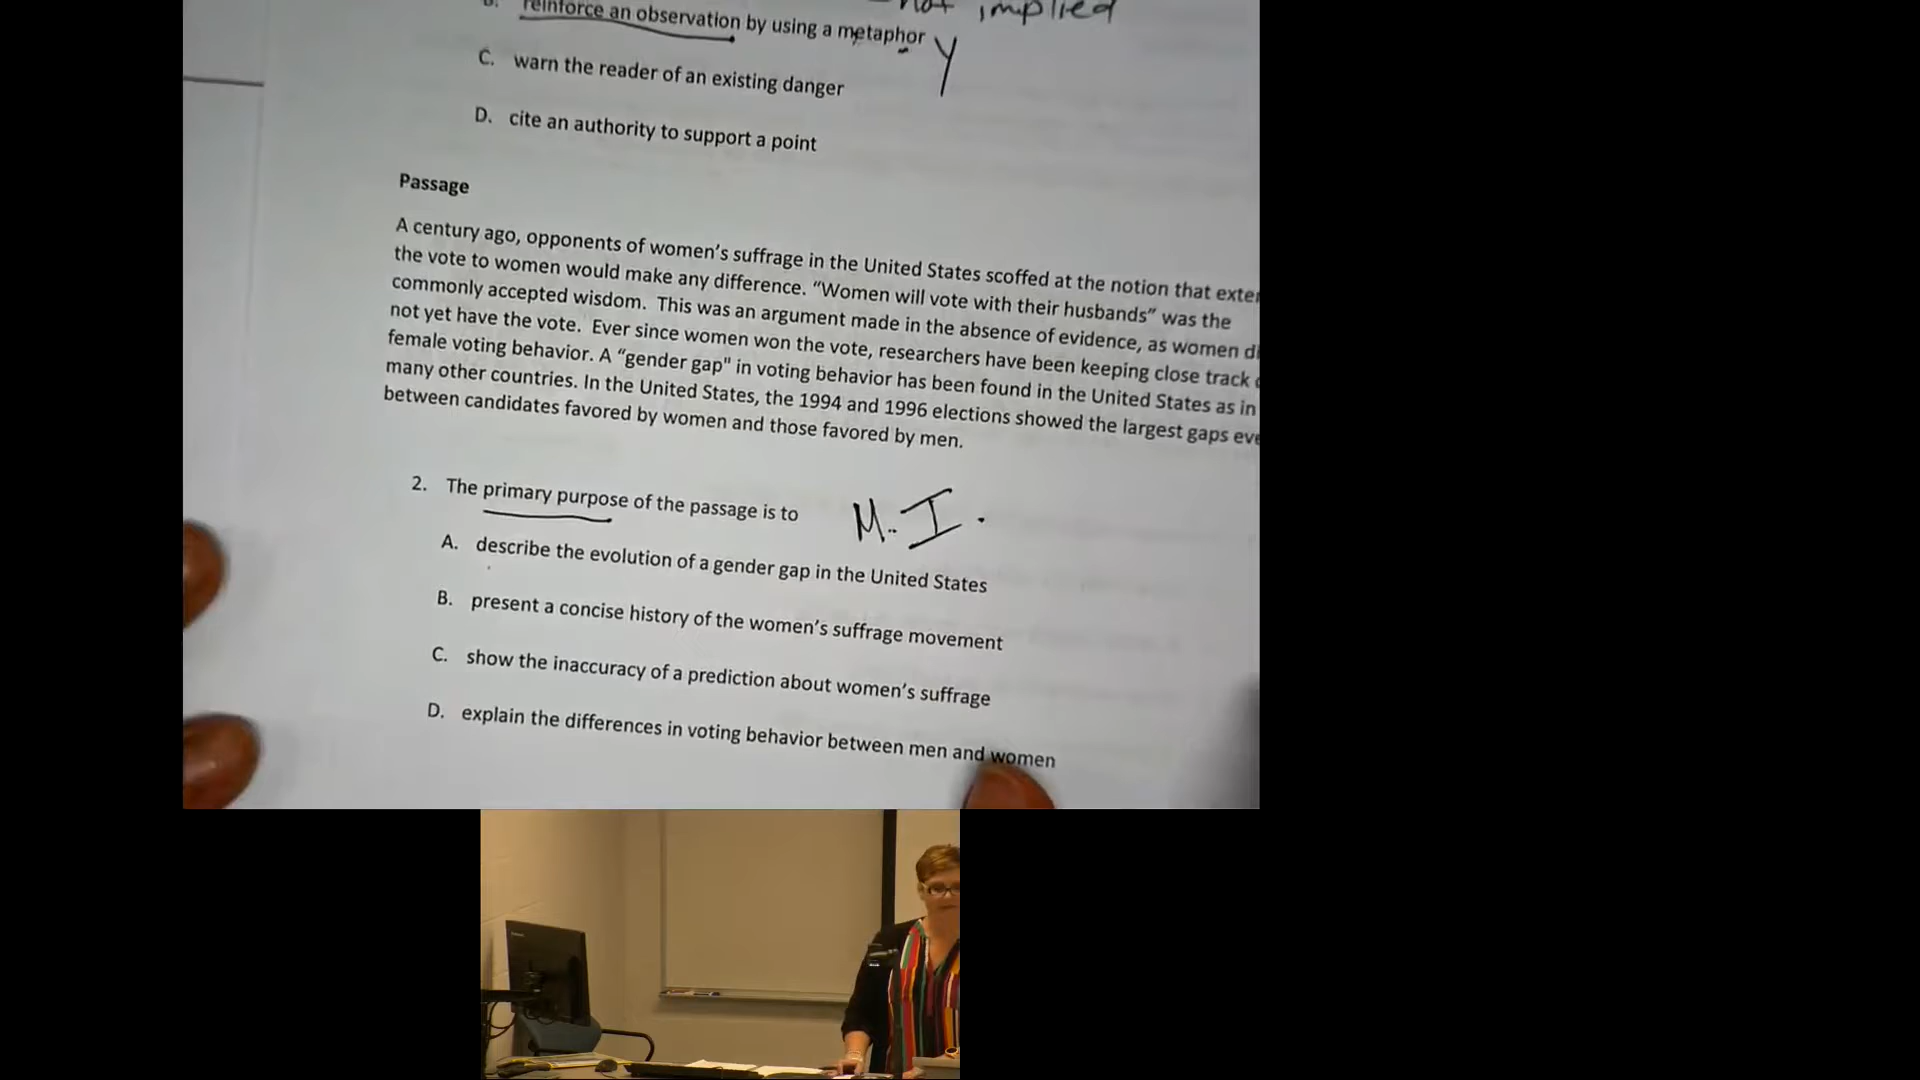 not implied
reinforce an observation by using a metaphor Y
C. warn the reader of an existing danger
D. cite an authority to support a point
Passage
A century ago, opponents of women's suffrage in the United States scoffed at the notion that
the vote to women would make any difference. "Women will vote with their husbands" was the
commonly accepted wisdom. This was an argument made in the absence of evidence, as women
not yet have the vote. Ever since women won the vote, researchers have been keeping close track
female voting behavior. A "gender gap" in voting behavior has been found in the United States as in
many other countries. In the United States, the 1994 and 1996 elections showed the largest gaps
between candidates favored by women and those favored by men.
2. The primary purpose of the passage is to M. I.
A. describe the evolution of a gender gap in the United States
B. present a concise history of the women's suffrage movement
C. show the inaccuracy of a prediction about women's suffrage
D. explain the differences in voting behavior between men and women